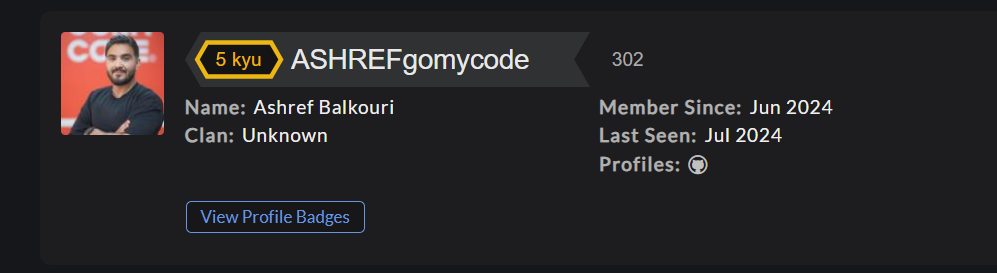 CODE
5 kyu ASHREFgomycode 302
Name: Ashref Balkouri
Clan: Unknown
Member Since: Jun 2024
Last Seen: Jul 2024
Profiles:
View Profile Badges